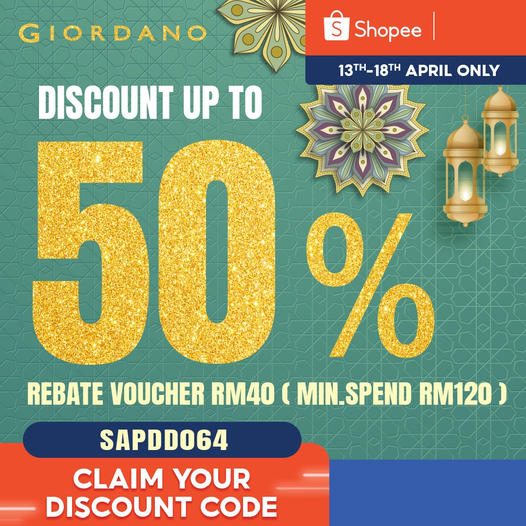 GIORDANO
Shopee
13TH-18TH APRIL ONLY
DISCOUNT UP TO
50%
REBATE VOUCHER RM40 ( MIN.SPEND RM120 )
SAPDDO64
CLAIM YOUR
DISCOUNT CODE